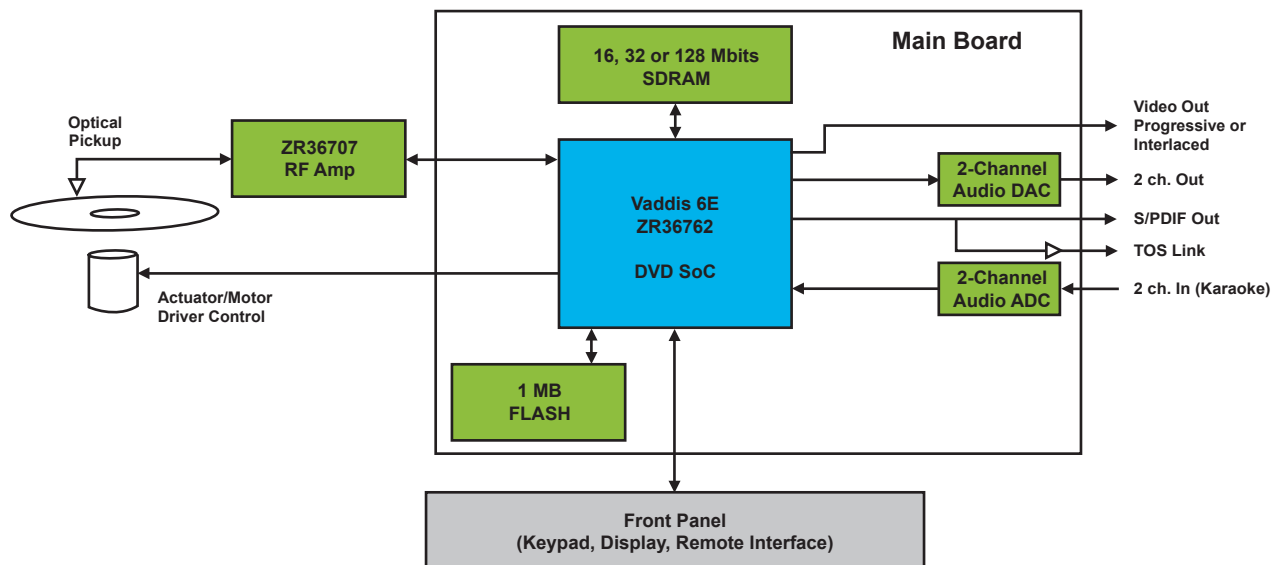 Main Board
16, 32 or 128 Mbits
SDRAM
Optical
Pickup
ZR36707
RF Amp
Vaddis 6E
ZR36762
DVD SoC
Video Out
Progressive or
Interlaced
2-Channel
Audio DAC
2 ch. Out
S/PDIF Out
TOS Link
2-Channel
Audio ADC
2 ch. In (Karaoke)
Actuator/Motor
Driver Control
1 MB
FLASH
Front Panel
(Keypad, Display, Remote Interface)